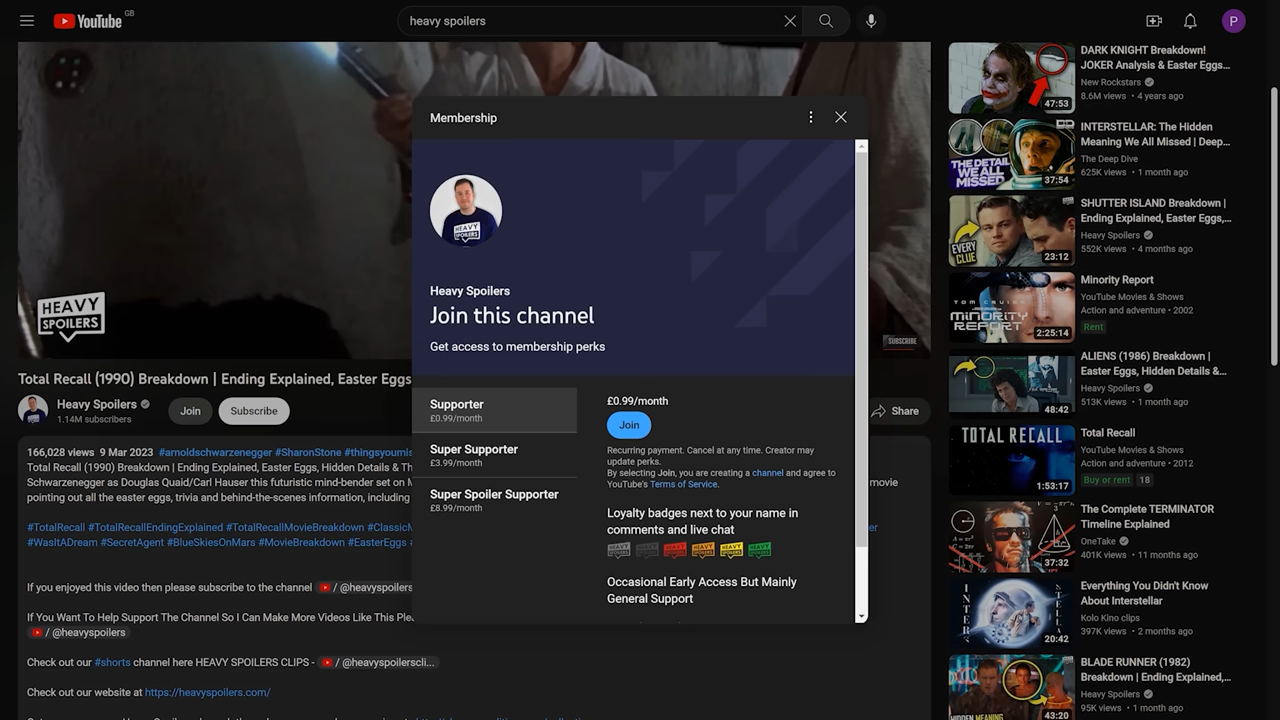 YouTube GB
heavy spoilers
P
HEAVY
SPOILERS
SUBSCRIBE
Total Recall (1990) Breakdown | Ending Explained, Easter Eggs
Heavy Spoilers
1.14M subscribers
Join
Subscribe
Share
166,028 views 9 Mar 2023 #arnoldschwarzenegger #SharonStone
Total Recall (1990) Breakdown | Ending Explained, Easter Eggs, Hidden Details &
Schwarzenegger as Douglas Quaid/Carl Hauser this futuristic mind-bender set on
movie
pointing out all the easter eggs, trivia and behind-the-scenes information, including
#TotalRecall #TotalRecallEndingExplained #TotalRecallMovieBreakdown
#WasItADream #SecretAgent #BlueSkiesOnMars #MovieBreakdown #EasterEggs
If you enjoyed this video then please subscribe to the channel / @heavyspoilers
If You Want To Help Support The Channel So I Can Make More Videos Like This
/ @heavyspoilers
Check out our #shorts channel here HEAVY SPOILERS CLIPS - / @heavyspoilerscli...
Check out our website at https://heavyspoilers.com/
Membership
HEAVY
SPOILERS
Heavy Spoilers
Join this channel
Get access to membership perks
Supporter
£0.99/month
Super Supporter
£3.99/month
Super Spoiler Supporter
£8.99/month
£0.99/month
Join
Recurring payment. Cancel at any time. Creator may
update perks.
By selecting Join, you are creating a channel and agree to
YouTube's Terms of Service.
Loyalty badges next to your name in
comments and live chat
Occasional Early Access But Mainly
General Support
47:53
DARK KNIGHT Breakdown!
JOKER Analysis & Easter Eggs...
New Rockstars
8.6M views • 4 years ago
THE DETAIL
WE ALL
MISSED
37:54
INTERSTELLAR: The Hidden
Meaning We All Missed | Deep...
The Deep Dive
625K views • 1 month ago
EVERY
CLUE
23:12
SHUTTER ISLAND Breakdown |
Ending Explained, Easter Eggs,...
Heavy Spoilers
552K views • 4 months ago
TOM CRUISE
MINORITY
REPORT
2:25:14
Minority Report
YouTube Movies & Shows
Action and adventure • 2002
Rent
48:42
ALIENS (1986) Breakdown |
Easter Eggs, Hidden Details &...
Heavy Spoilers
513K views • 1 month ago
TOTAL RECALL
1:53:17
Total Recall
YouTube Movies & Shows
Action and adventure • 2012
Buy or rent 18
37:32
The Complete TERMINATOR
Timeline Explained
OneTake
401K views • 11 months ago
INTER
STELLAR
20:42
Everything You Didn't Know
About Interstellar
Kolo Kino clips
397K views • 2 months ago
HIDDEN MEANING
43:20
BLADE RUNNER (1982)
Breakdown | Ending Explained,...
Heavy Spoilers
95K views • 1 month ago